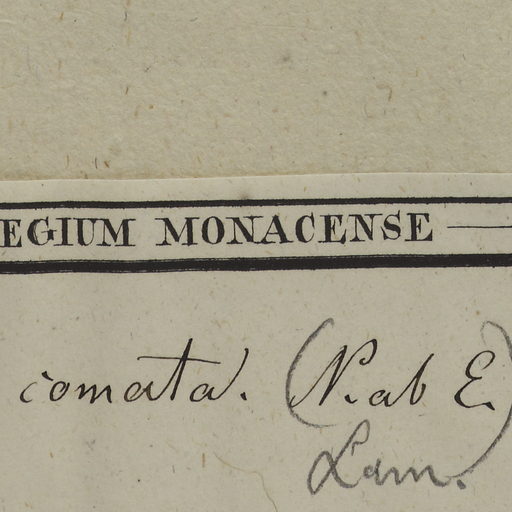 EGIUM MONACENSE
comata. (N. ab E.)
Lam.